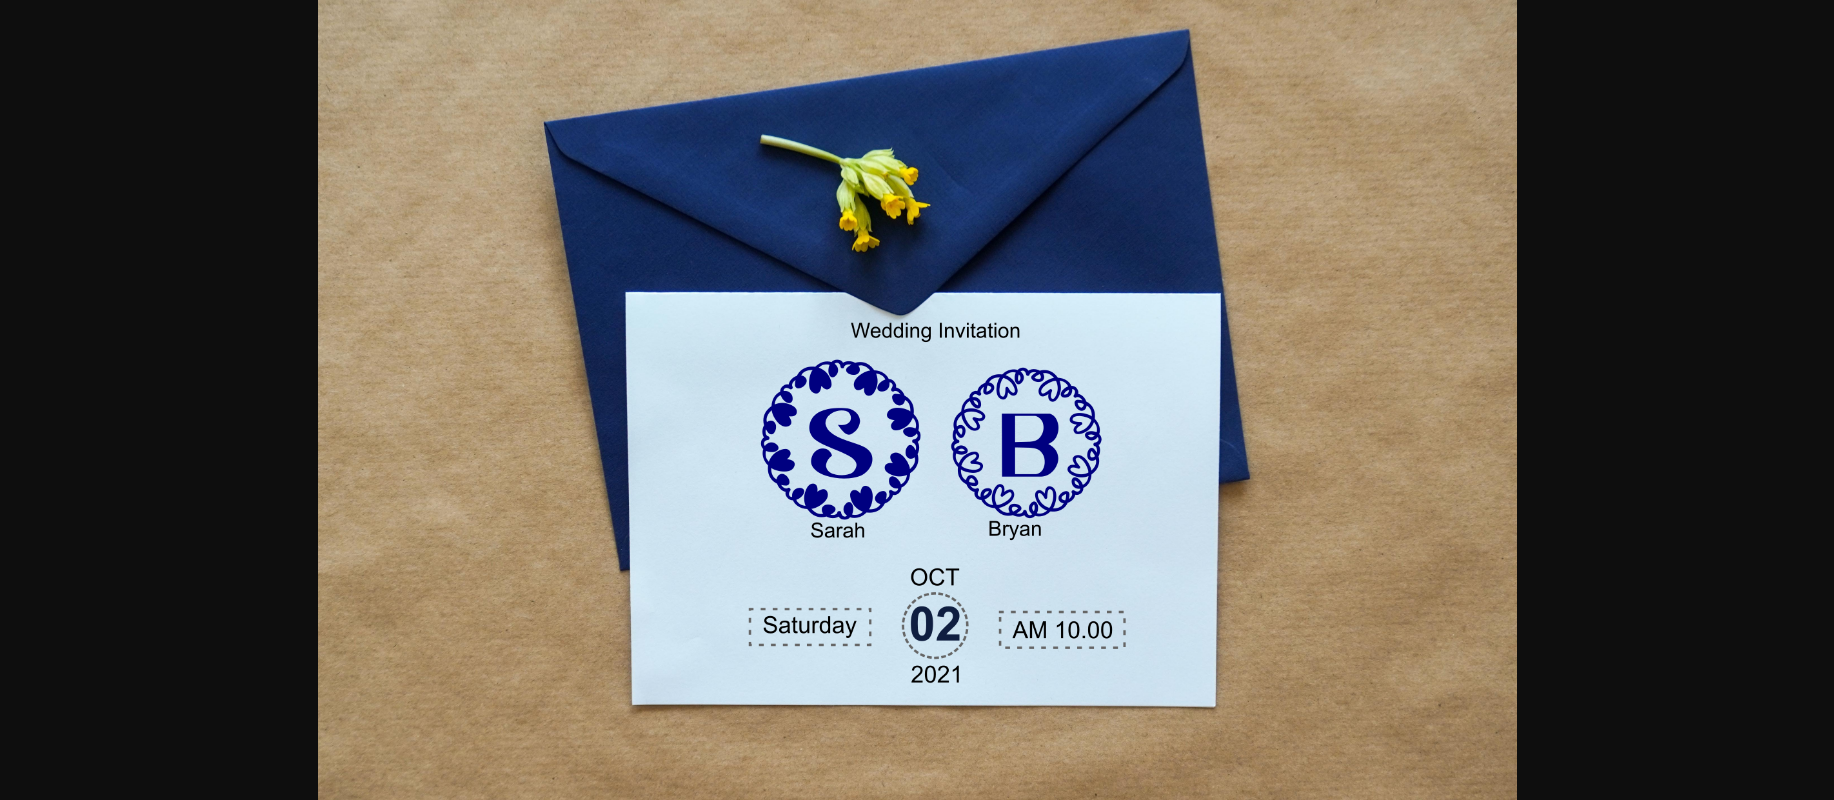 Wedding Invitation
S B
Sarah Bryan
OCT
Saturday 02 AM 10.00
2021